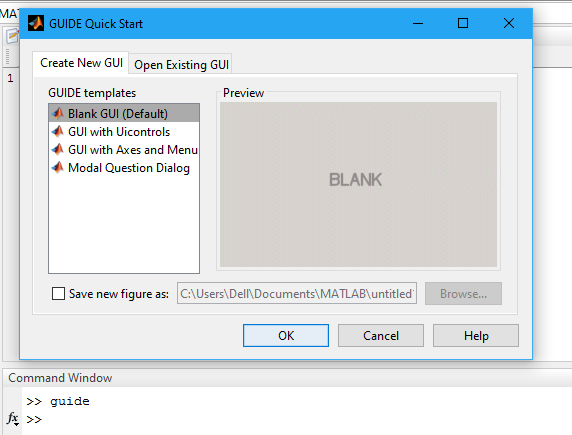 MAT
GUIDE Quick Start
Create New GUI
Open Existing GUI
GUIDE templates
Blank GUI (Default)
GUI with Uicontrols
GUI with Axes and Menu
Modal Question Dialog
Preview
BLANK
1
Save new figure as:
C:\Users\Dell\Documents\MATLAB\untitled
Browse...
OK
Cancel
Help
Command Window
>> guide
fx >>